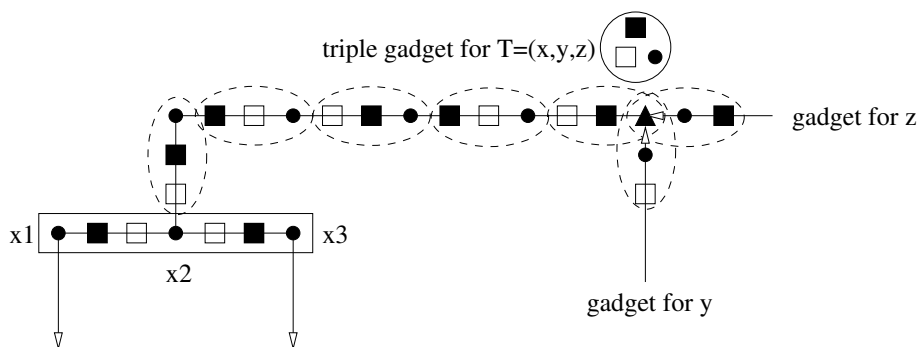 triple gadget for T=(x,y,z)
gadget for z
x1
x3
x2
gadget for y